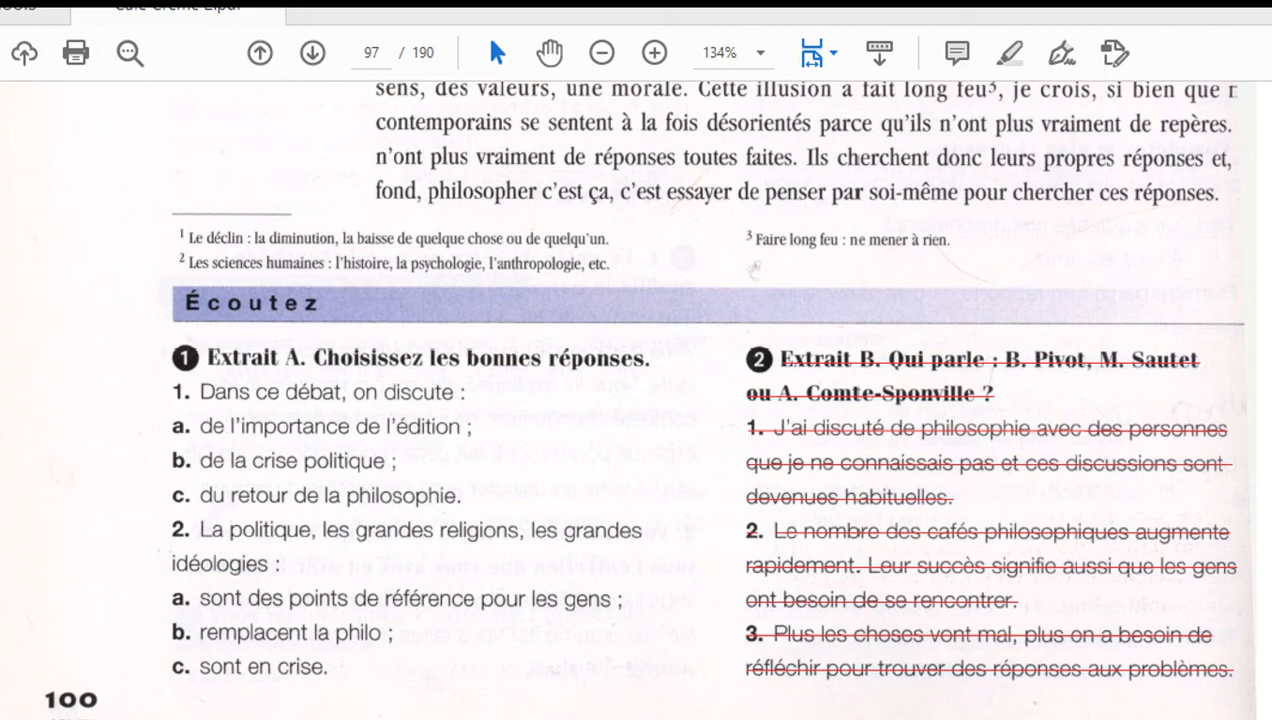 97 / 190
134%
sens, des valeurs, une morale. Cette illusion a fait long feu³, je crois, si bien que
contemporains se sentent à la fois désorientés parce qu'ils n'ont plus vraiment de repères.
n'ont plus vraiment de réponses toutes faites. Ils cherchent donc leurs propres réponses et,
fond, philosopher c'est ça, c'est essayer de penser par soi-même pour chercher ces réponses.
¹ Le déclin : la diminution, la baisse de quelque chose ou de quelqu'un.
² Les sciences humaines : l'histoire, la psychologie, l'anthropologie, etc.
³ Faire long feu : ne mener à rien.
Écoutez
1 Extrait A. Choisissez les bonnes réponses.
1. Dans ce débat, on discute :
a. de l'importance de l'édition ;
b. de la crise politique ;
c. du retour de la philosophie.
2. La politique, les grandes religions, les grandes
idéologies :
a. sont des points de référence pour les gens ;
b. remplacent la philo ;
c. sont en crise.
2 Extrait B. Qui parle : B. Pivot, M. Sautet
ou A. Comte-Sponville ?
1. J'ai discuté de philosophie avec des personnes
que je ne connaissais pas et ces discussions sont
devenues habituelles.
2. Le nombre des cafés philosophiques augmente
rapidement. Leur succès signifie aussi que les gens
ont besoin de se rencontrer.
3. Plus les choses vont mal, plus on a besoin de
réfléchir pour trouver des réponses aux problèmes.
100